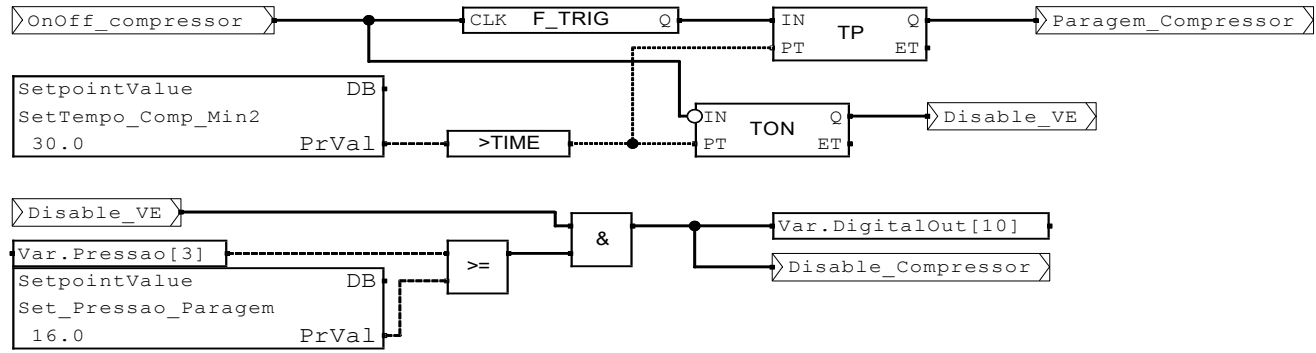 OnOff_compressor
CLK F_TRIG Q
IN Q
TP
PT ET
Paragem_Compressor
SetpointValue DB
SetTempo_Comp_Min2
30.0 PrVal
>TIME
IN Q
TON
PT ET
Disable_VE
Disable_VE
&
Var.DigitalOut[10]
Var.Pressao[3]
>=
Disable_Compressor
SetpointValue DB
Set_Pressao_Paragem
16.0 PrVal